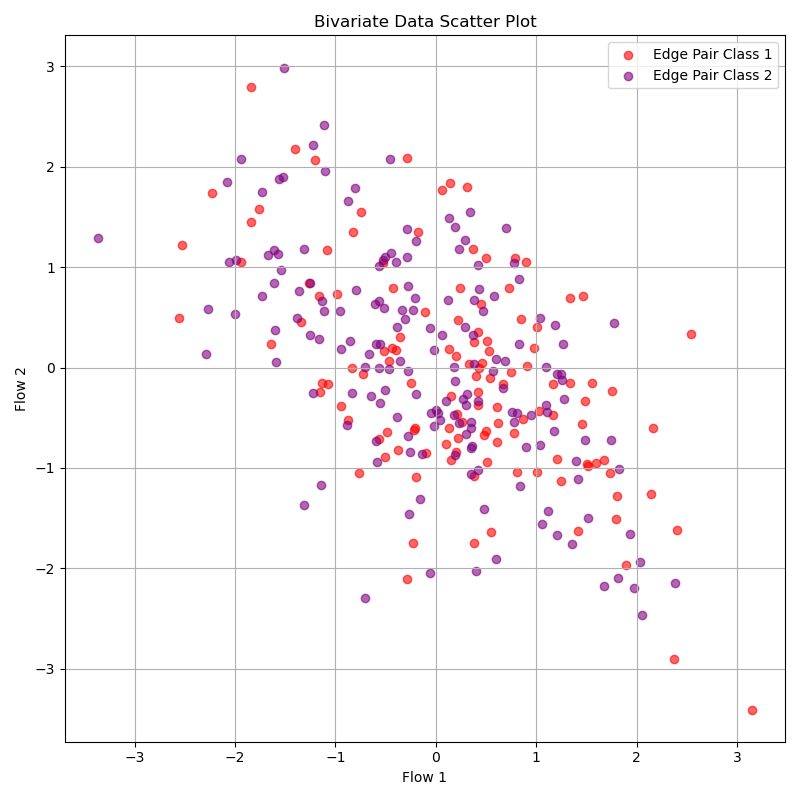 Bivariate Data Scatter Plot
Edge Pair Class 1
Edge Pair Class 2
3
2
1
0
−1
−2
−3
Flow 2
−3
−2
−1
0
1
2
3
Flow 1